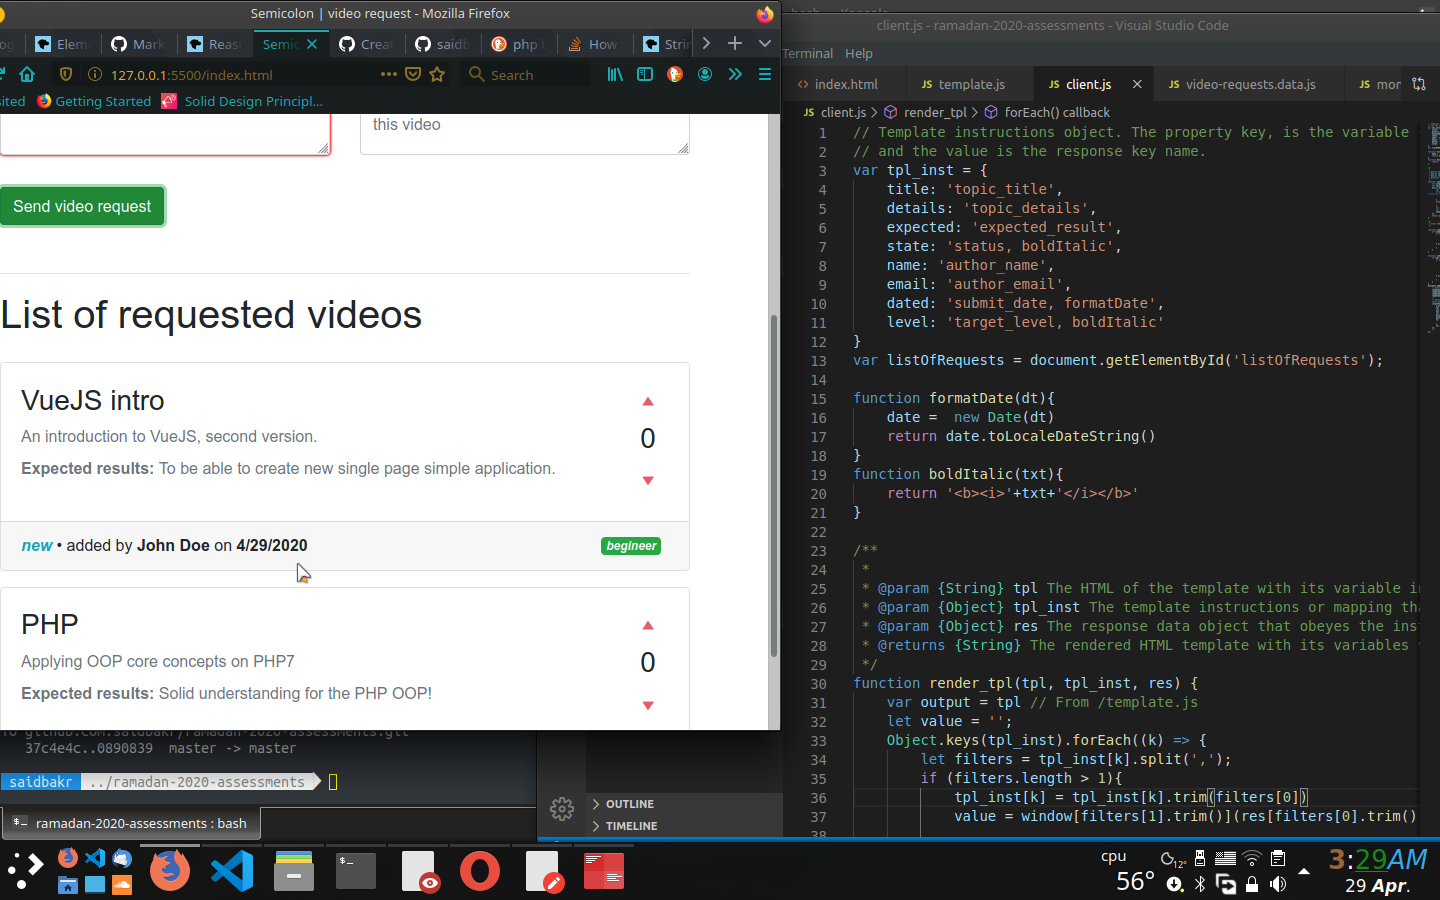 Semicolon | video request - Mozilla Firefox
Elem
Mark
Reas
Semic
Crea
saidb
php
How
Strin
127.0.0.1:5500/index.html
Search
Getting Started
Solid Design Principl...
this video
Send video request
List of requested videos
VueJS intro
An introduction to VueJS, second version.
Expected results: To be able to create new single page simple application.
0
new • added by John Doe on 4/29/2020
begineer
PHP
Applying OOP core concepts on PHP7
Expected results: Solid understanding for the PHP OOP!
0
37c4e4c..0890839 master -> master
saidbakr ../ramadan-2020-assessments
ramadan-2020-assessments : bash
client.js - ramadan-2020-assessments - Visual Studio Code
Terminal Help
index.html
JS template.js
JS client.js
JS video-requests.data.js
JS mor
JS client.js > render_tpl > forEach() callback
1 // Template instructions object. The property key, is the variable
2 // and the value is the response key name.
3 var tpl_inst = {
4 title: 'topic_title',
5 details: 'topic_details',
6 expected: 'expected_result',
7 state: 'status, boldItalic',
8 name: 'author_name',
9 email: 'author_email',
10 dated: 'submit_date, formatDate',
11 level: 'target_level, boldItalic'
12 }
13 var listOfRequests = document.getElementById('listOfRequests');
14
15 function formatDate(dt){
16 date = new Date(dt)
17 return date.toLocaleDateString()
18 }
19 function boldItalic(txt){
20 return '<b><i>'+txt+'</i></b>'
21 }
22
23 /**
24 *
25 * @param {String} tpl The HTML of the template with its variable i
26 * @param {Object} tpl_inst The template instructions or mapping tha
27 * @param {Object} res The response data object that obeyes the ins
28 * @returns {String} The rendered HTML template with its variables
29 */
30 function render_tpl(tpl, tpl_inst, res) {
31 var output = tpl // From /template.js
32 let value = '';
33 Object.keys(tpl_inst).forEach((k) => {
34 let filters = tpl_inst[k].split(',');
35 if (filters.length > 1){
36 tpl_inst[k] = tpl_inst[k].trim(filters[0])
37 value = window[filters[1].trim()](res[filters[0].trim()
38
OUTLINE
TIMELINE
cpu
56°
12°
3:29AM
29 Apr.